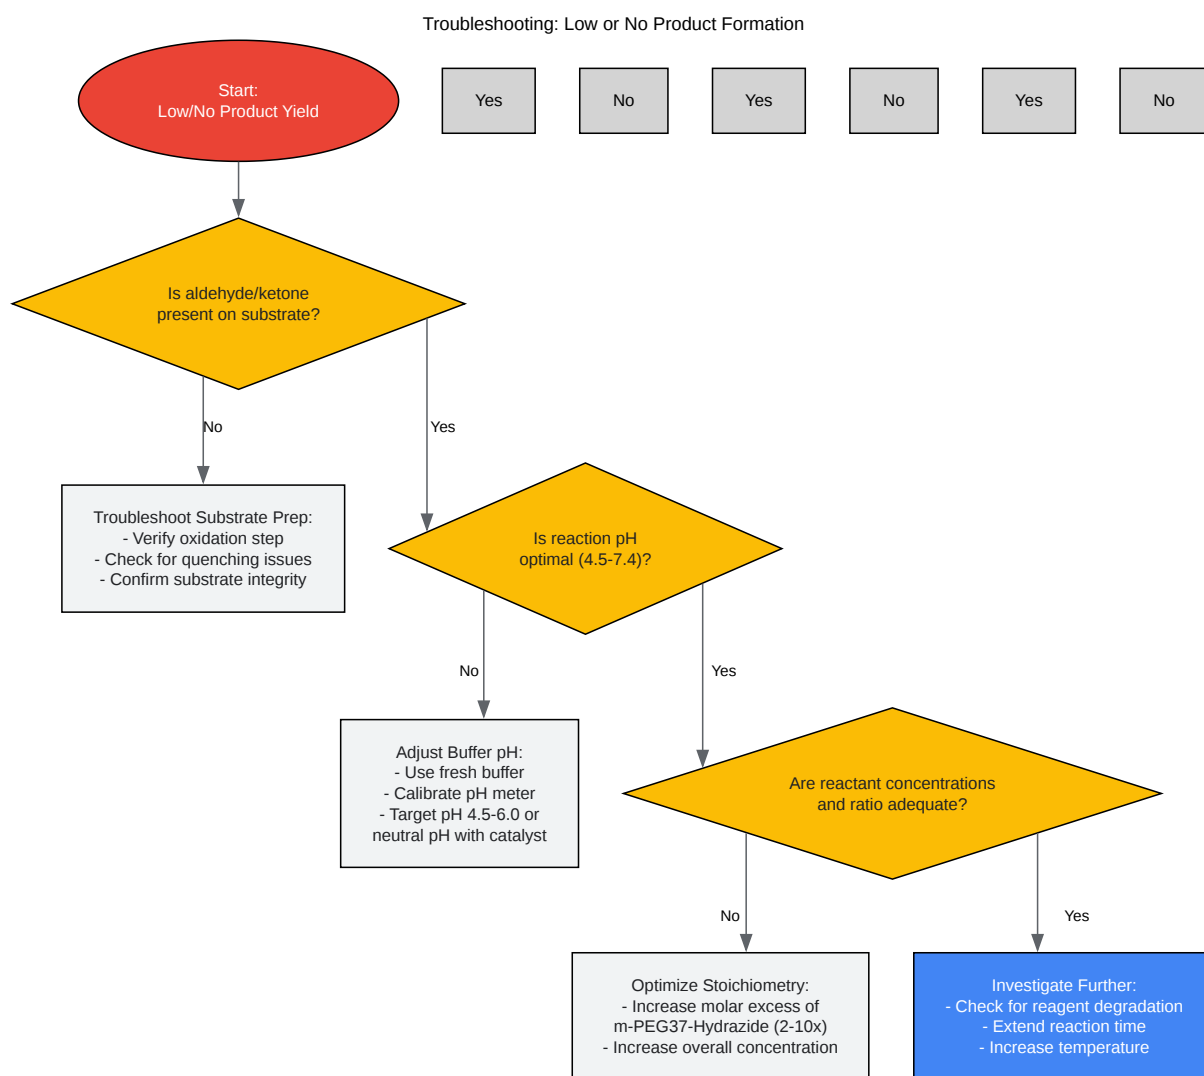 Troubleshooting: Low or No Product Formation
Start:
Low/No Product Yield
Yes
No
Yes
No
Yes
No
Is aldehyde/ketone
present on substrate?
No
Yes
Troubleshoot Substrate Prep:
- Verify oxidation step
- Check for quenching issues
- Confirm substrate integrity
Is reaction pH
optimal (4.5-7.4)?
No
Yes
Adjust Buffer pH:
- Use fresh buffer
- Calibrate pH meter
- Target pH 4.5-6.0 or
neutral pH with catalyst
Are reactant concentrations
and ratio adequate?
No
Yes
Optimize Stoichiometry:
- Increase molar excess of
m-PEG37-Hydrazide (2-10x)
- Increase overall concentration
Investigate Further:
- Check for reagent degradation
- Extend reaction time
- Increase temperature